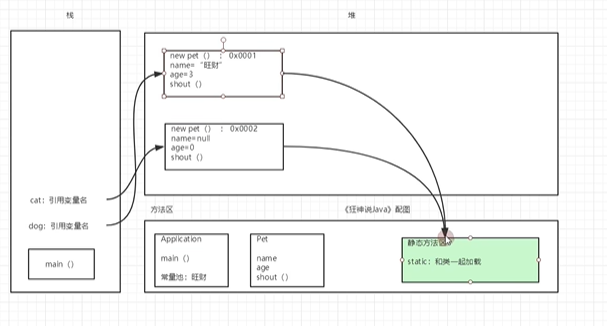 栈
堆
new pet () : 0x0001
name= "旺财"
age=3
shout ()
new pet () : 0x0002
name=null
age=0
shout ()
cat: 引用变量名
dog: 引用变量名
main ()
方法区
《狂神说Java》配图
Application
main ()
常量池: 旺财
Pet
name
age
shout ()
静态方法区
static: 和类一起加载